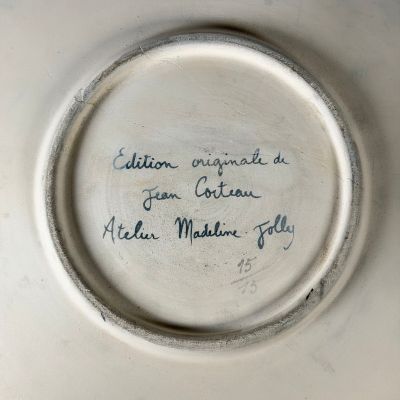 Edition originale de
Jean Cocteau
Atelier Madeline Jolly
15
15